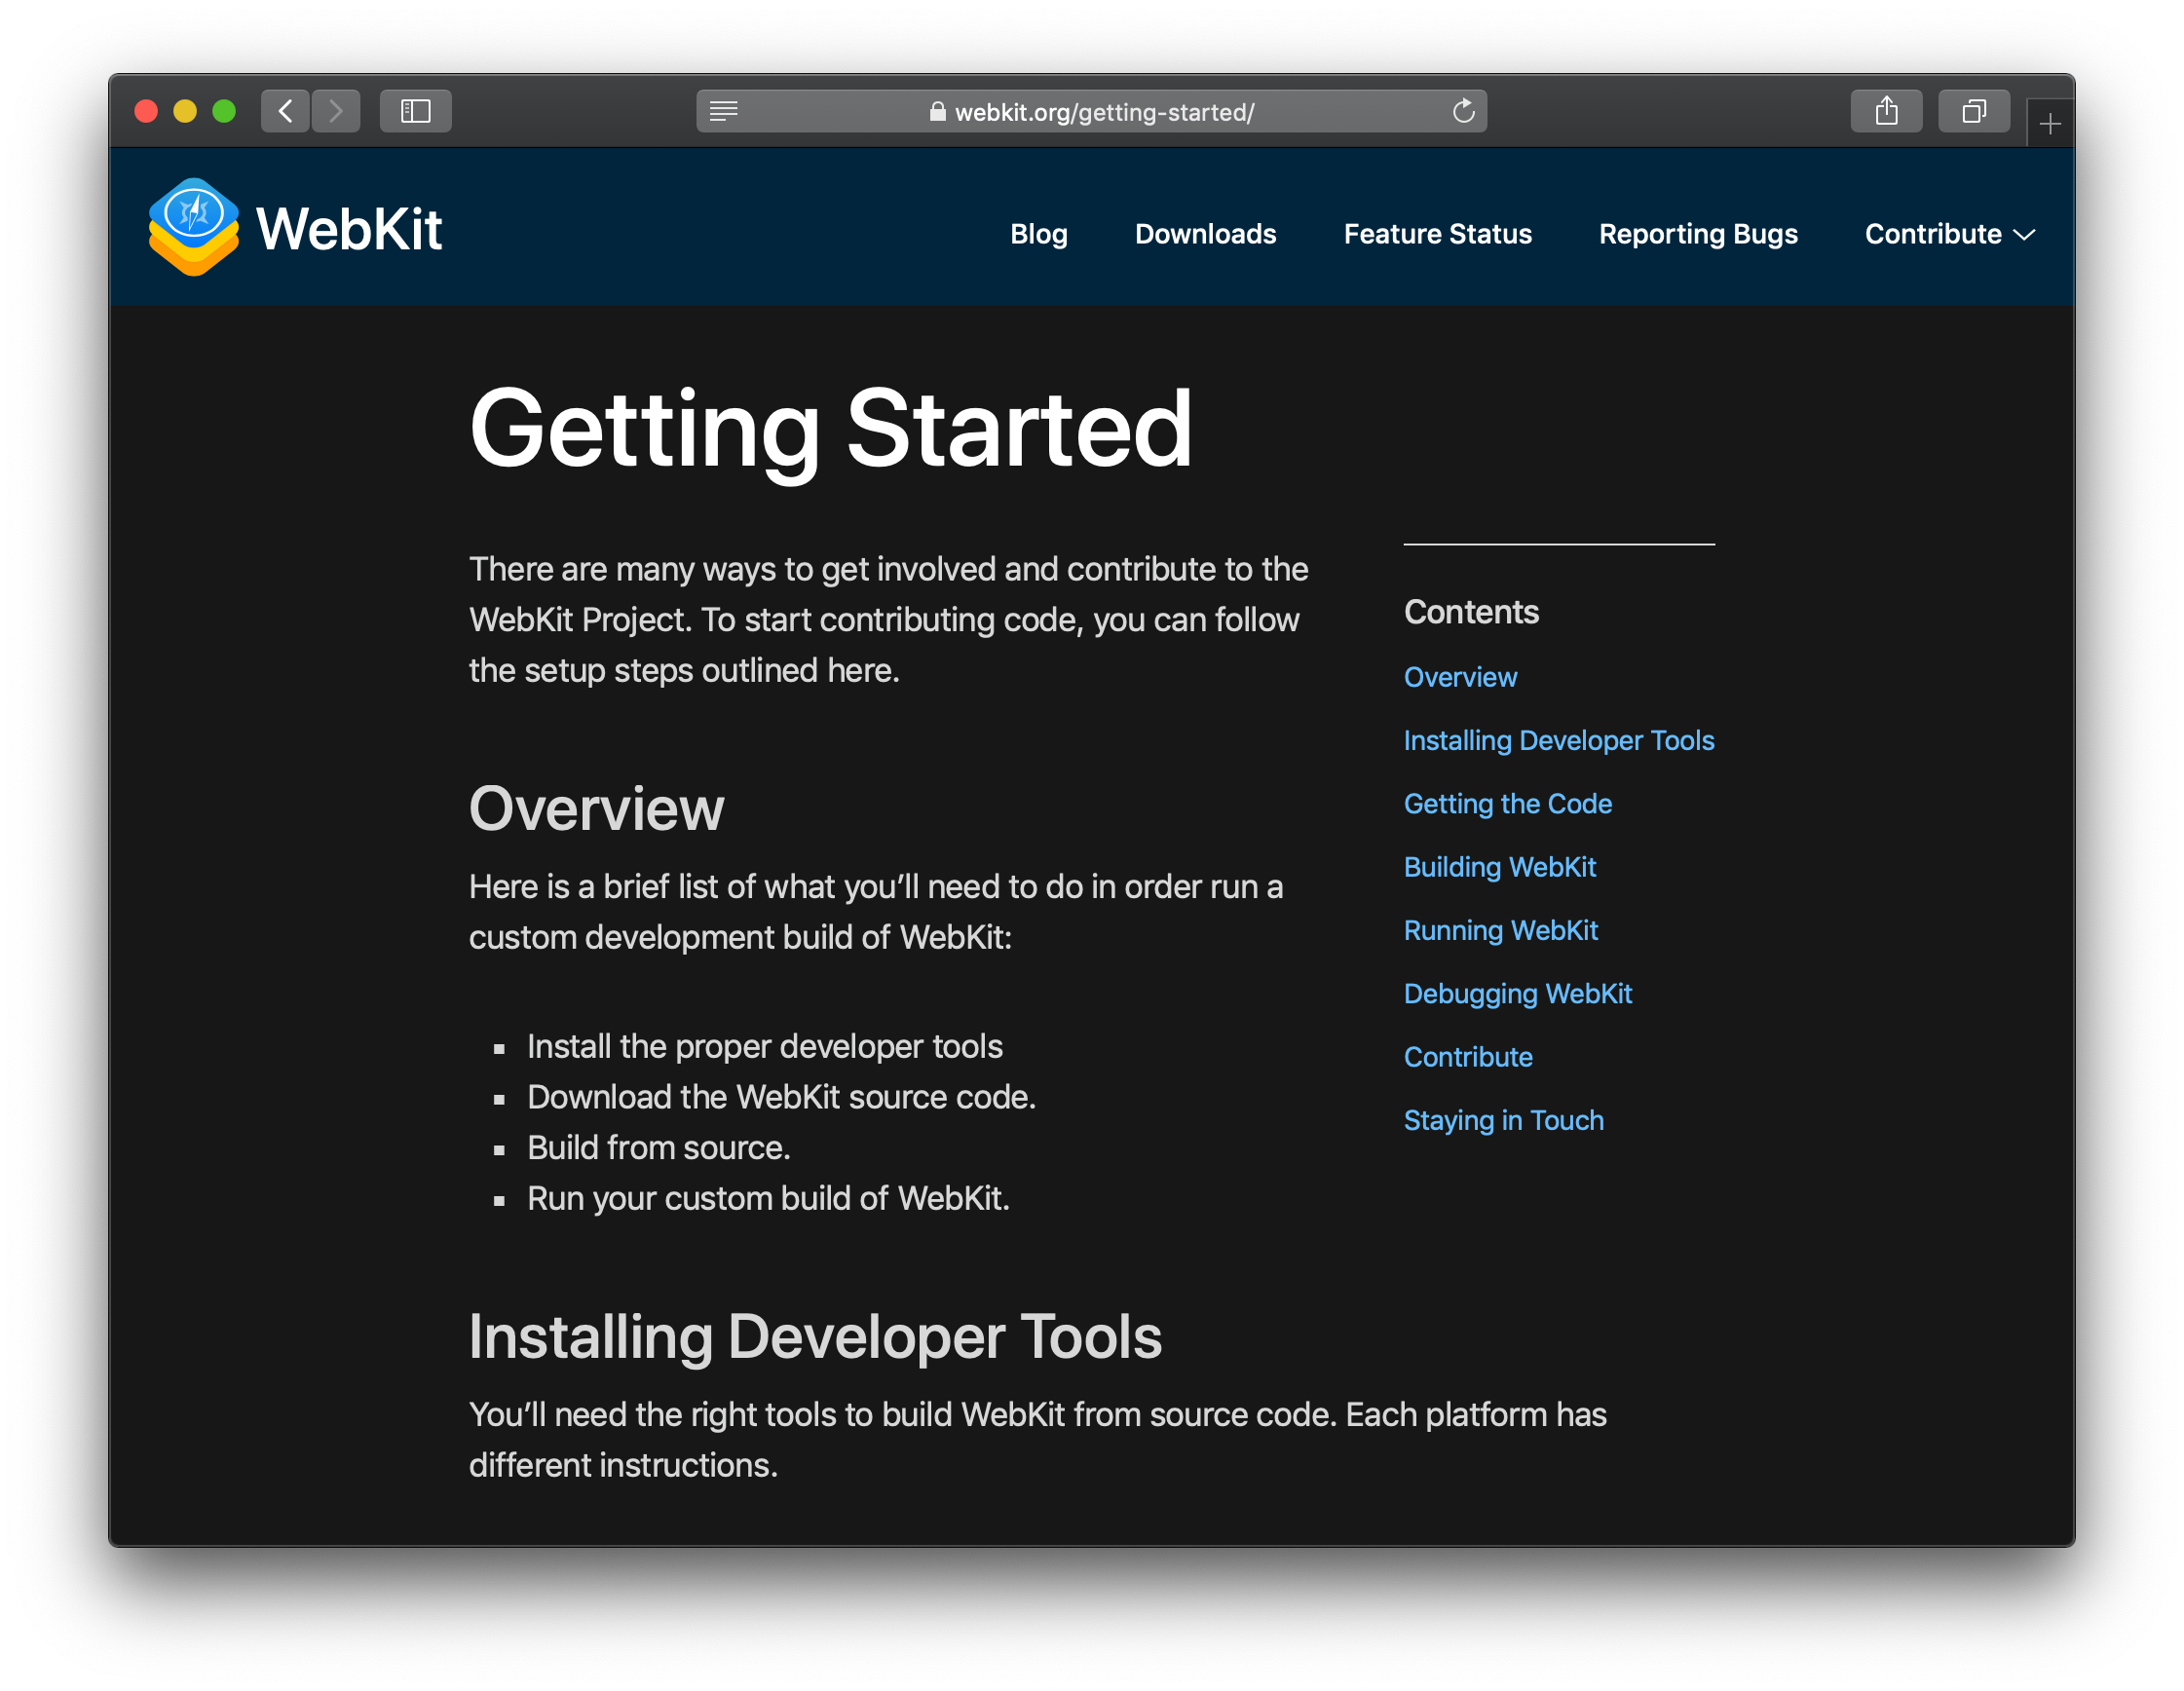 webkit.org/getting-started/
WebKit
Blog
Downloads
Feature Status
Reporting Bugs
Contribute
Getting Started
There are many ways to get involved and contribute to the
WebKit Project. To start contributing code, you can follow
the setup steps outlined here.
Contents
Overview
Installing Developer Tools
Getting the Code
Building WebKit
Running WebKit
Debugging WebKit
Contribute
Staying in Touch
Overview
Here is a brief list of what you’ll need to do in order run a
custom development build of WebKit:
Install the proper developer tools
Download the WebKit source code.
Build from source.
Run your custom build of WebKit.
Installing Developer Tools
You’ll need the right tools to build WebKit from source code. Each platform has
different instructions.